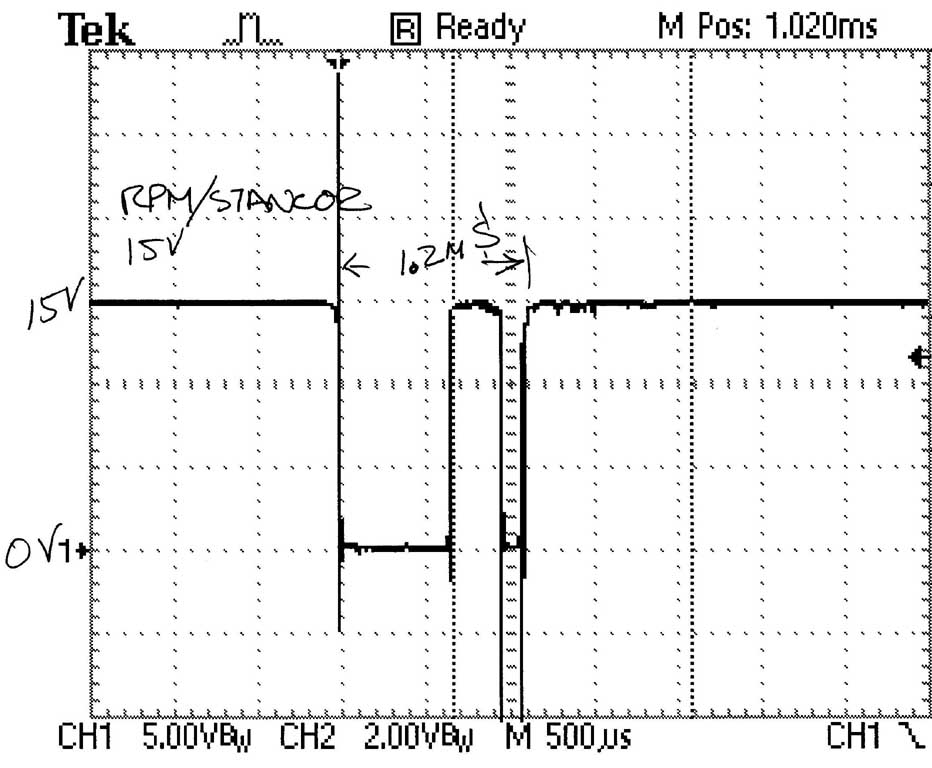 Tek R Ready M Pos: 1.020ms
RPM/STANCOR
15V
1.2MS
15V
0V 1
CH1 5.00VBw CH2 2.00VBw M 500µs CH1